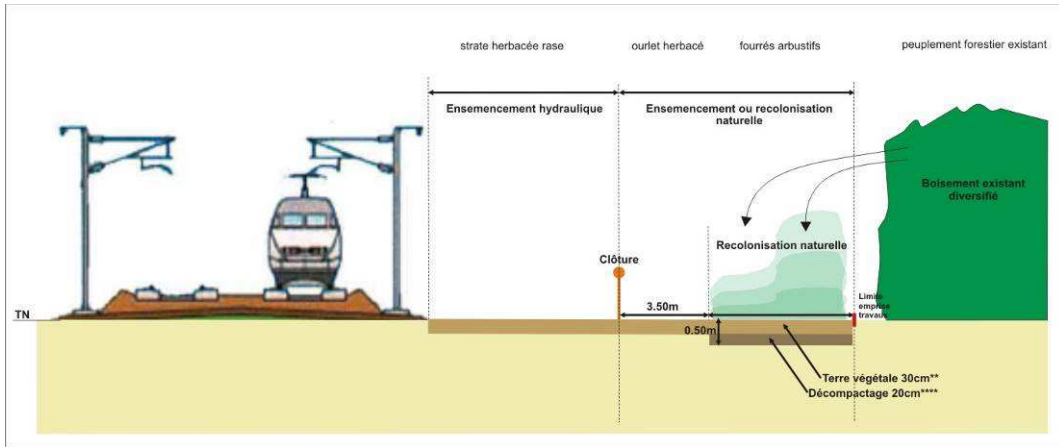 strate herbacée rase
ourlet herbacé
fourrés arbustifs
peuplement forestier existant
Ensemencement hydraulique
Ensemencement ou recolonisation
naturelle
Boisement existant
diversifié
Recolonisation naturelle
Clôture
3.50m
Limite
emprise
travaux
TN
0.50m
Terre végétale 30cm**
Décompactage 20cm****